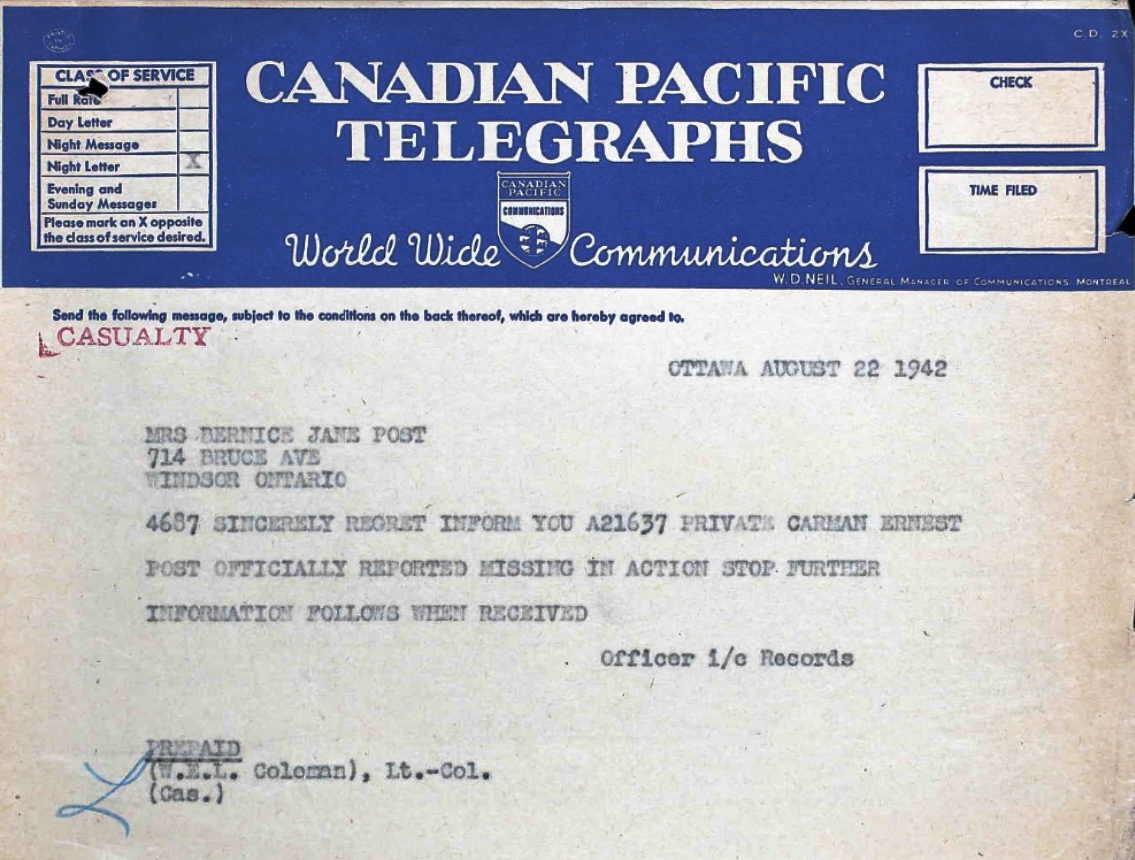 C.D. 2X
CLASS OF SERVICE
Full Rate
Day Letter
Night Message
Night Letter X
Evening and
Sunday Messages
Please mark an X opposite
the class of service desired.
CANADIAN PACIFIC
TELEGRAPHS
CANADIAN
PACIFIC
COMMUNICATIONS
World Wide Communications
CHECK
TIME FILED
W.D. NEIL, GENERAL MANAGER OF COMMUNICATIONS MONTREAL
Send the following message, subject to the conditions on the back thereof, which are hereby agreed to.
CASUALTY
OTTAWA AUGUST 22 1942
MRS BERNICE JANE POST
714 BRUCE AVE
WINDSOR ONTARIO
4687 SINCERELY REGRET INFORM YOU A21637 PRIVATE CARMAN ERNEST
POST OFFICIALLY REPORTED MISSING IN ACTION STOP FURTHER
INFORMATION FOLLOWS WHEN RECEIVED
Officer i/c Records
PREPAID
(W.E.L. Coleman), Lt.-Col.
(Cas.)